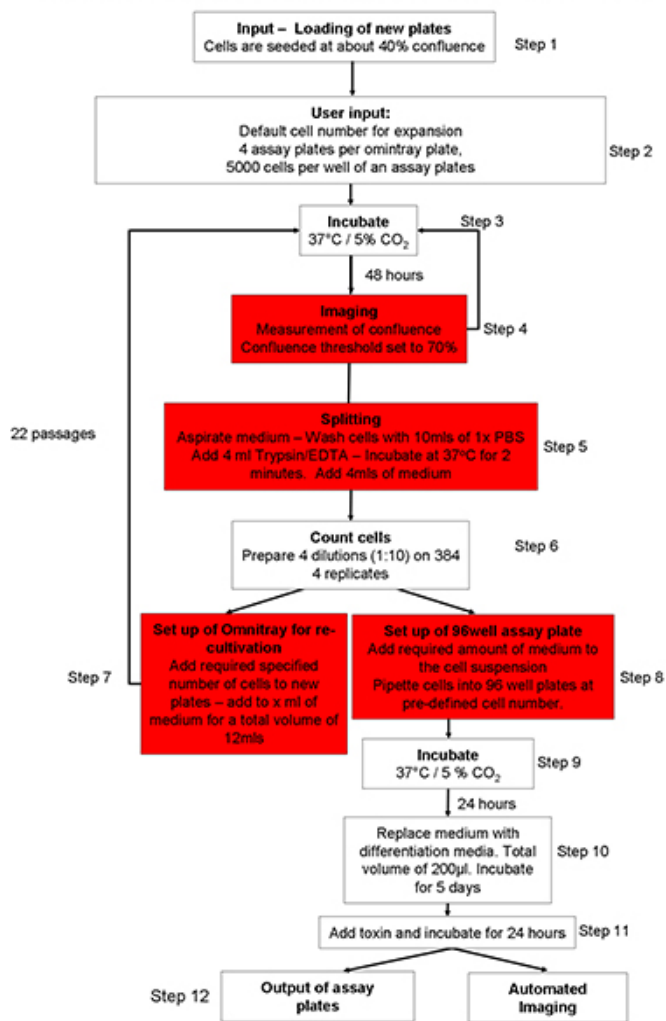 Input – Loading of new plates
Cells are seeded at about 40% confluence
Step 1
User input:
Default cell number for expansion
4 assay plates per omintray plate,
5000 cells per well of an assay plates
Step 2
Incubate
37°C / 5% CO2
Step 3
48 hours
Imaging
Measurement of confluence
Confluence threshold set to 70%
Step 4
22 passages
Splitting
Aspirate medium – Wash cells with 10mls of 1x PBS
Add 4 ml Trypsin/EDTA – Incubate at 37°C for 2
minutes. Add 4mls of medium
Step 5
Count cells
Prepare 4 dilutions (1:10) on 384
4 replicates
Step 6
Set up of Omnitray for re-
cultivation
Add required specified
number of cells to new
plates – add to x ml of
medium for a total volume of
12mls
Step 7
Set up of 96well assay plate
Add required amount of medium to
the cell suspension
Pipette cells into 96 well plates at
pre-defined cell number.
Step 8
Incubate
37°C / 5 % CO2
Step 9
24 hours
Replace medium with
differentiation media. Total
volume of 200µl. Incubate
for 5 days
Step 10
Add toxin and incubate for 24 hours
Step 11
Step 12
Output of assay
plates
Automated
Imaging